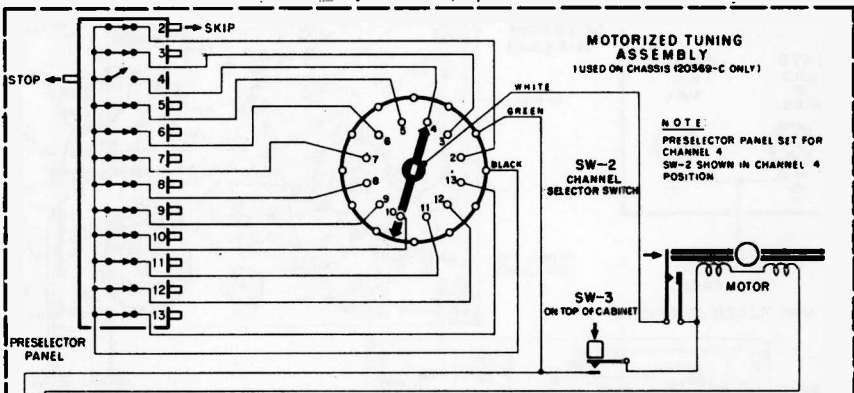 2 → SKIP
3
STOP ← 4
5
6
7
8
9
10
11
12
13
PRESELECTOR
PANEL
5
4
3
2
13
12
11
10
9
8
7
6
WHITE
GREEN
BLACK
MOTORIZED TUNING
ASSEMBLY
(USED ON CHASSIS 120369-C ONLY)
NOTE:
PRESELECTOR PANEL SET FOR
CHANNEL 4
SW-2 SHOWN IN CHANNEL 4
POSITION
SW-2
CHANNEL
SELECTOR SWITCH
SW-3
ON TOP OF CABINET
MOTOR